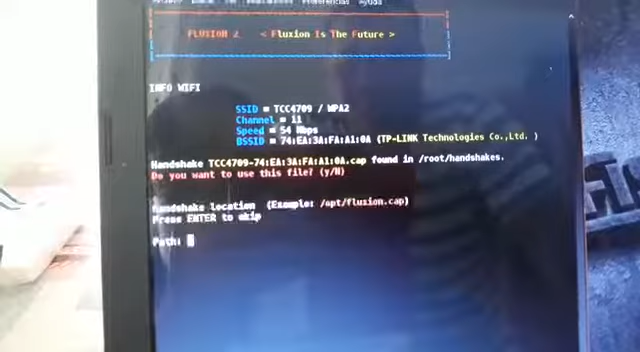 Preferencias Ayuda
FLUXION 2 < Fluxion Is The Future >
INFO WIFI
SSID = TCC4709 / WPA2
Channel = 11
Speed = 54 Mbps
BSSID = 74:EA:3A:FA:A1:0A (TP-LINK Technologies Co.,Ltd. )
Handshake TCC4709-74:EA:3A:FA:A1:0A.cap found in /root/handshakes.
Do you want to use this file? (y/N)
handshake location (Example: /opt/fluxion.cap)
Press ENTER to skip
Path: